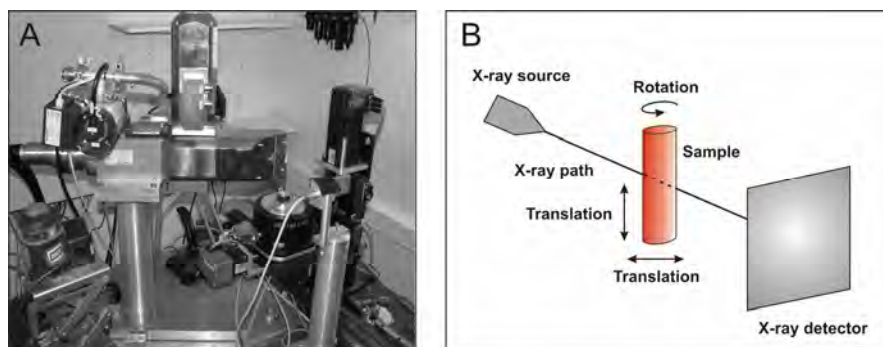 A
B
X-ray source
Rotation
Sample
X-ray path
Translation
Translation
X-ray detector